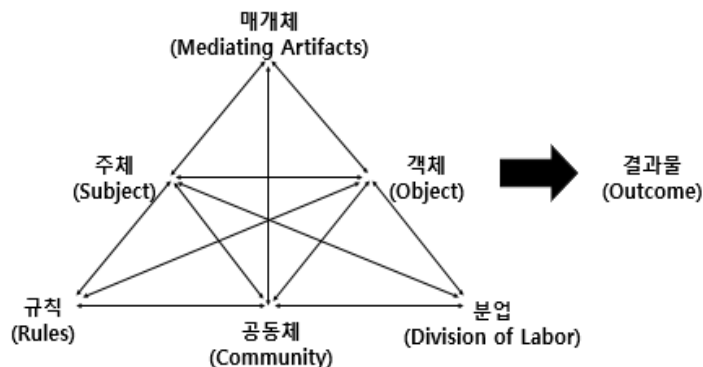 매개체
(Mediating Artifacts)
주체
(Subject)
객체
(Object)
결과물
(Outcome)
규칙
(Rules)
공동체
(Community)
분업
(Division of Labor)